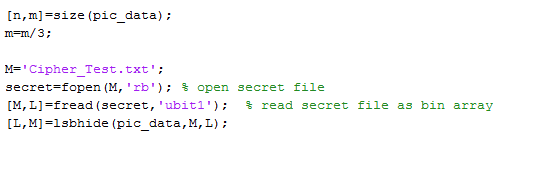 [n,m]=size(pic_data);
m=m/3;
M='Cipher_Test.txt';
secret=fopen(M,'rb'); % open secret file
[M,L]=fread(secret,'ubit1');  % read secret file as bin array
[L,M]=lsbhide(pic_data,M,L);